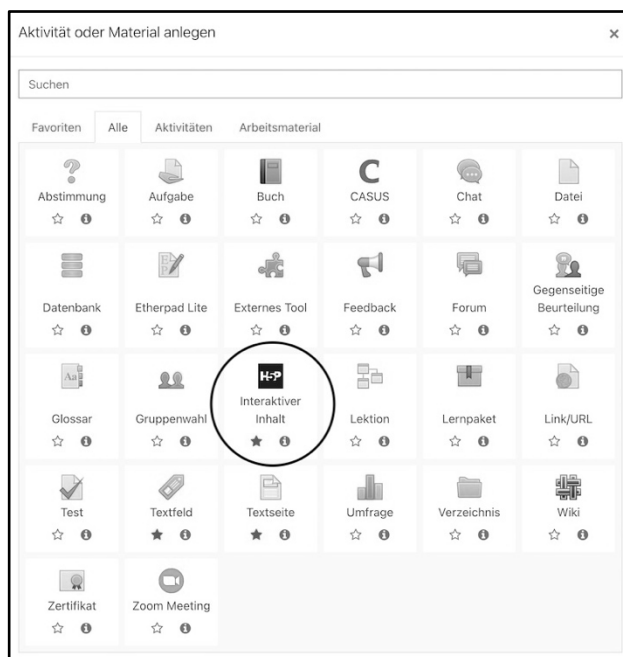 Aktivität oder Material anlegen
×
Suchen
Favoriten Alle Aktivitäten Arbeitsmaterial
Abstimmung Aufgabe Buch CASUS Chat Datei
Datenbank Etherpad Lite Externes Tool Feedback Forum Gegenseitige
Beurteilung
H5P
Glossar Gruppenwahl Interaktiver
Inhalt Lektion Lernpaket Link/URL
Test Textfeld Textseite Umfrage Verzeichnis Wiki
Zertifikat Zoom Meeting